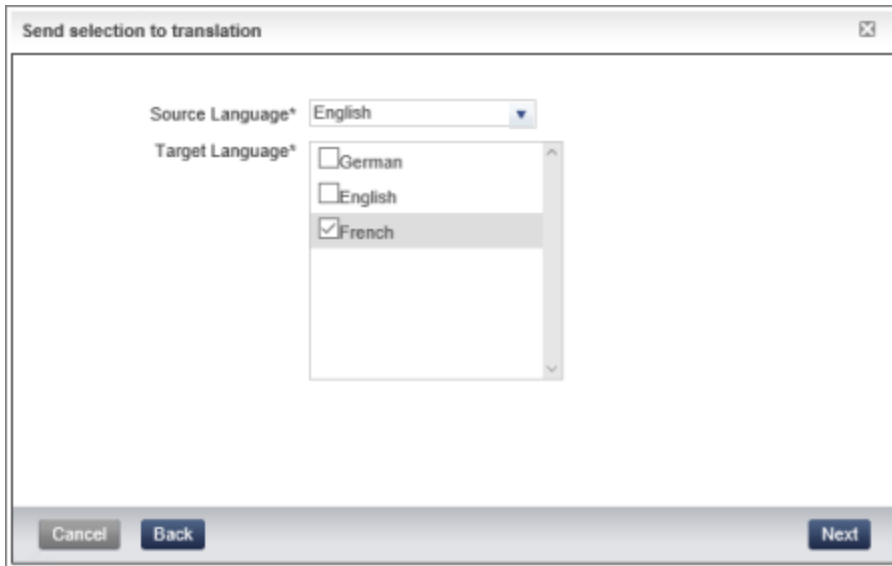 Send selection to translation
Source Language* English
Target Language*
German
English
French
Cancel Back Next